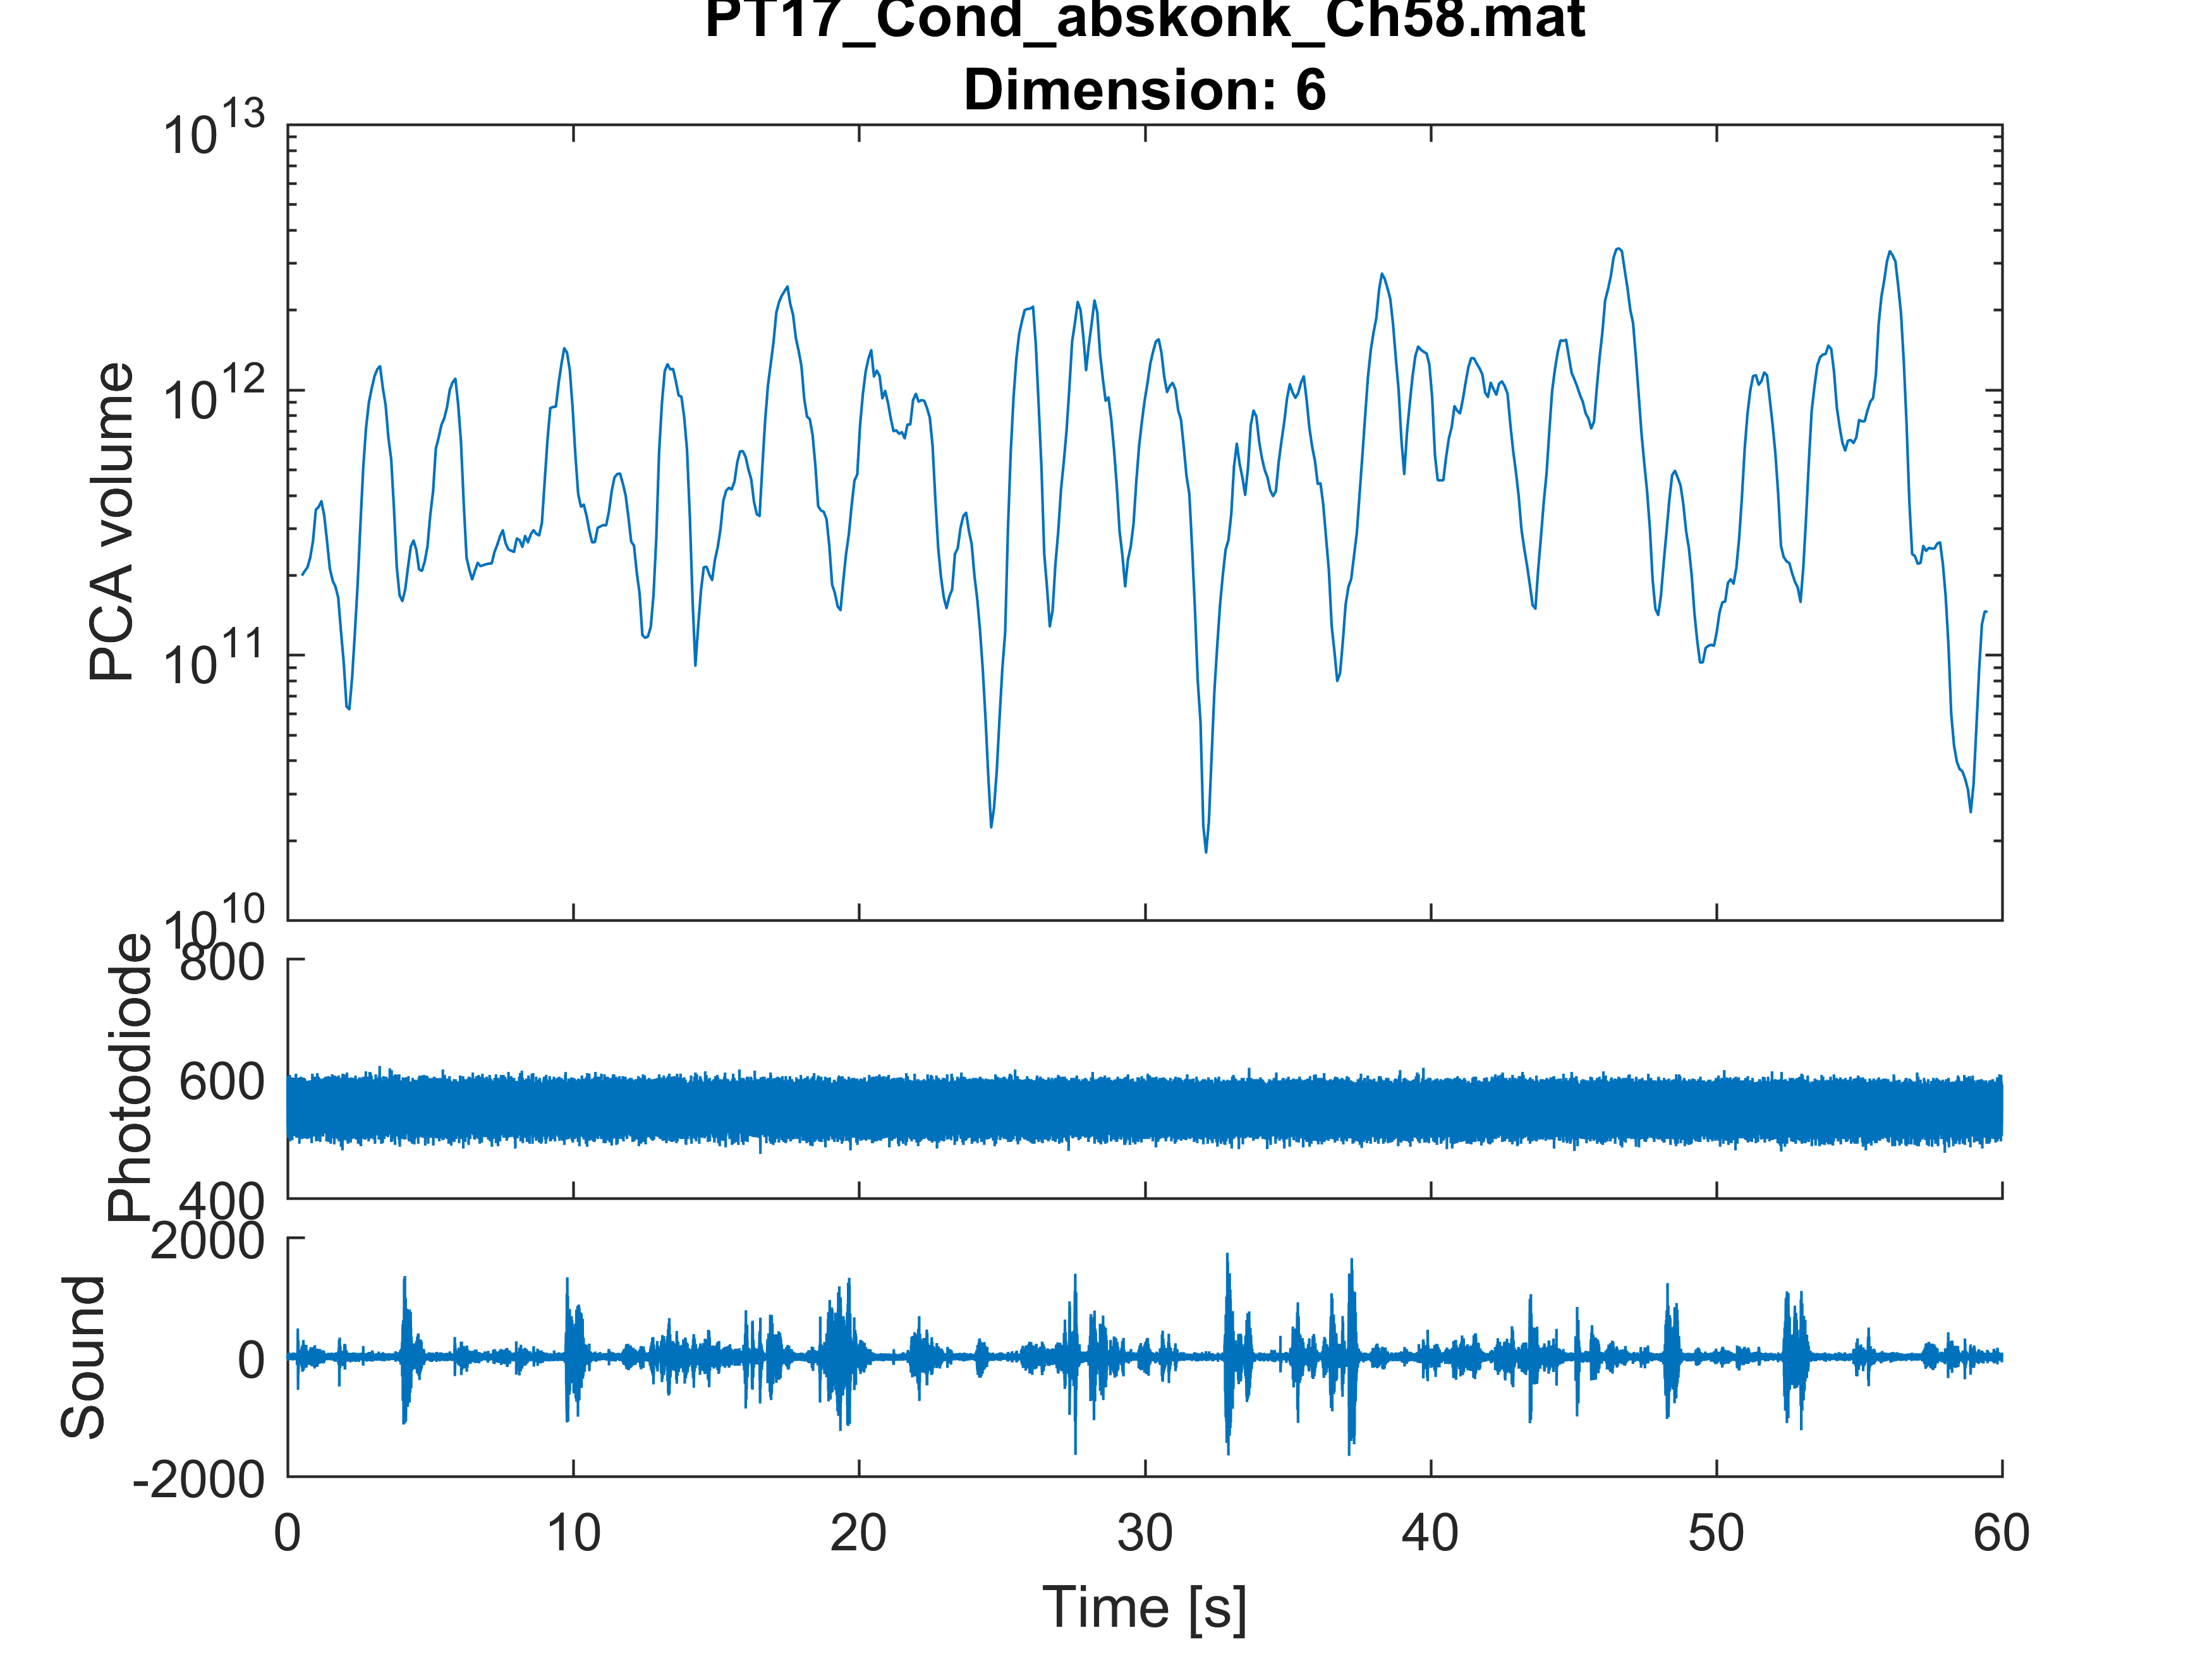 PT17_Cond_abskonk_Ch58.mat
Dimension: 6
PCA volume
10^13
10^12
10^11
10^10
Photodiode
800
600
400
Sound
2000
0
-2000
0 10 20 30 40 50 60
Time [s]